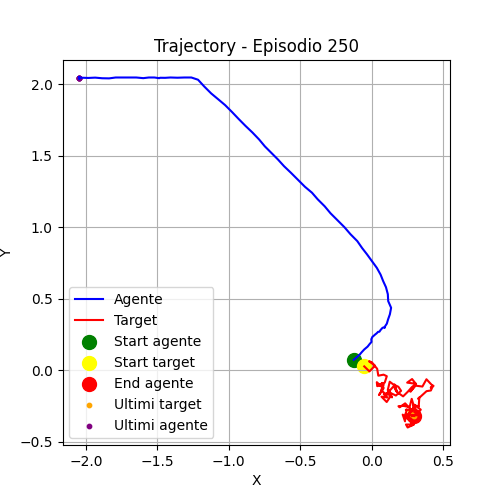 Trajectory - Episodio 250
Y
2.0
1.5
1.0
0.5
0.0
−0.5
Agente
Target
Start agente
Start target
End agente
Ultimi target
Ultimi agente
−2.0
−1.5
−1.0
−0.5
0.0
0.5
X